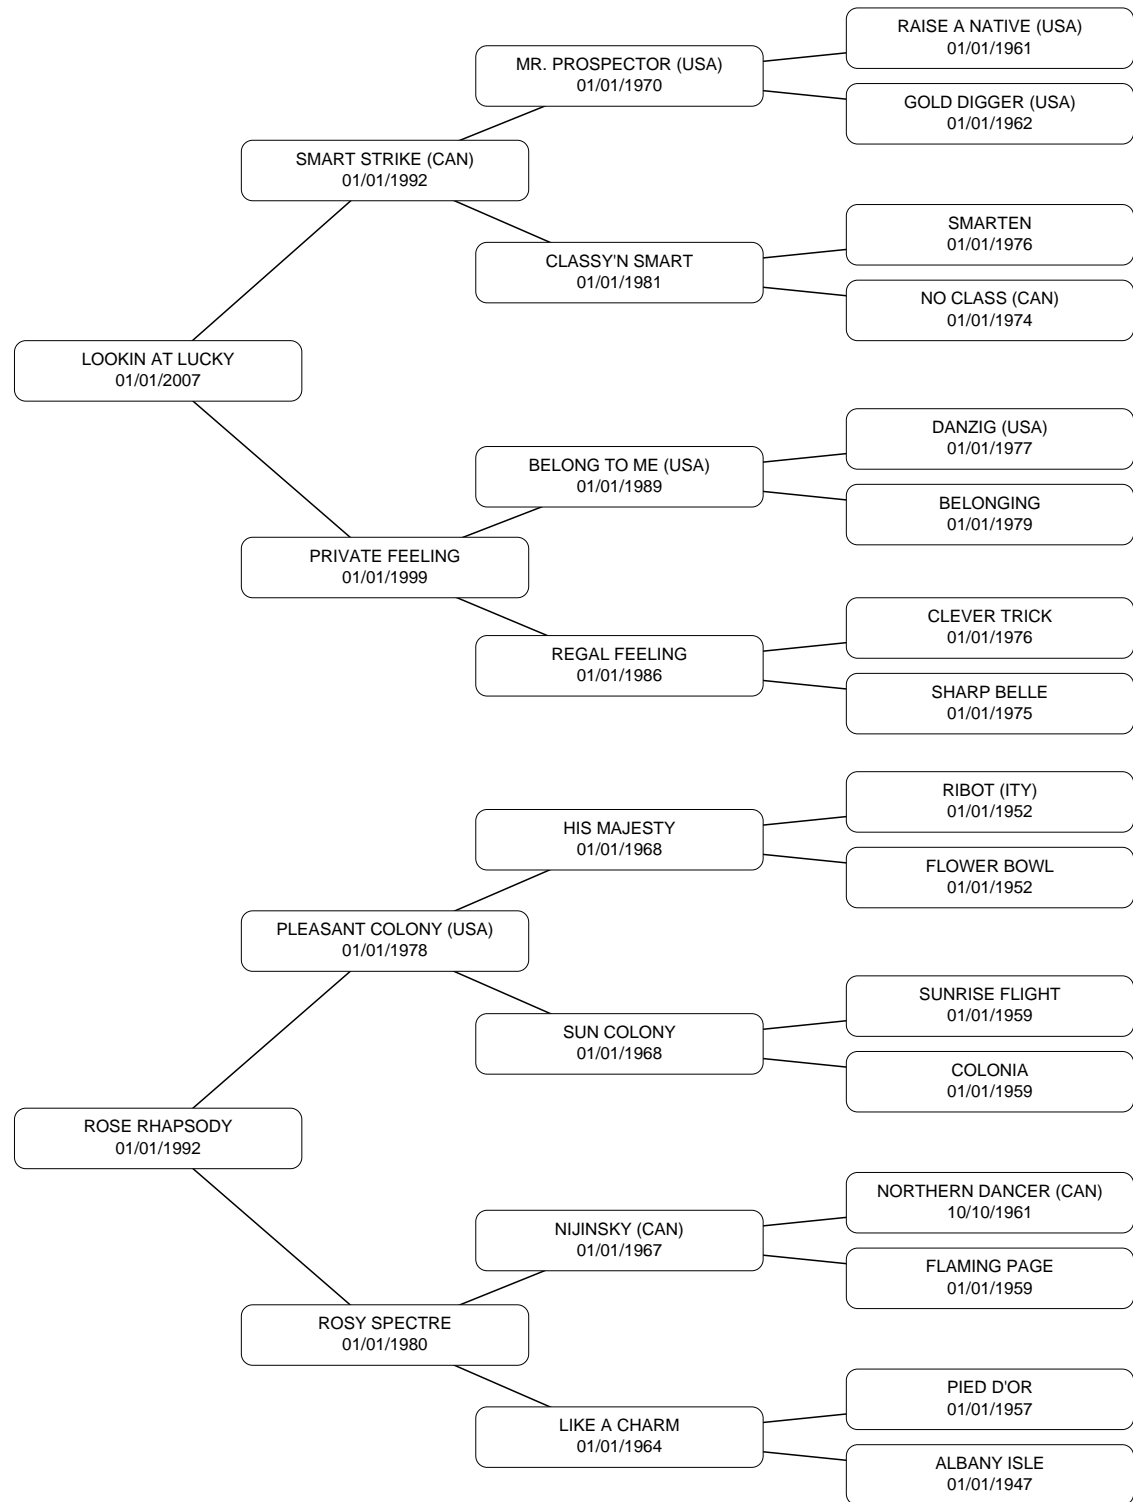 RAISE A NATIVE (USA)
01/01/1961
MR. PROSPECTOR (USA)
01/01/1970
GOLD DIGGER (USA)
01/01/1962
SMART STRIKE (CAN)
01/01/1992
SMARTEN
01/01/1976
CLASSY'N SMART
01/01/1981
NO CLASS (CAN)
01/01/1974
LOOKIN AT LUCKY
01/01/2007
DANZIG (USA)
01/01/1977
BELONG TO ME (USA)
01/01/1989
BELONGING
01/01/1979
PRIVATE FEELING
01/01/1999
CLEVER TRICK
01/01/1976
REGAL FEELING
01/01/1986
SHARP BELLE
01/01/1975
RIBOT (ITY)
01/01/1952
HIS MAJESTY
01/01/1968
FLOWER BOWL
01/01/1952
PLEASANT COLONY (USA)
01/01/1978
SUNRISE FLIGHT
01/01/1959
SUN COLONY
01/01/1968
COLONIA
01/01/1959
ROSE RHAPSODY
01/01/1992
NORTHERN DANCER (CAN)
10/10/1961
NIJINSKY (CAN)
01/01/1967
FLAMING PAGE
01/01/1959
ROSY SPECTRE
01/01/1980
PIED D'OR
01/01/1957
LIKE A CHARM
01/01/1964
ALBANY ISLE
01/01/1947